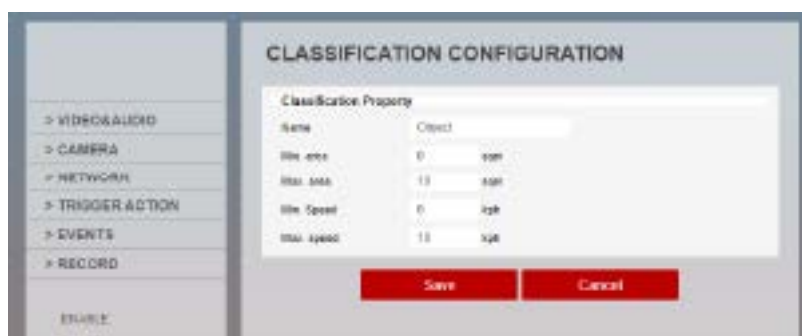 CLASSIFICATION CONFIGURATION
Classification Property
Name Object
Min. area 0 sqm
Max. area 10 sqm
Min. Speed 0 kph
Max. speed 10 kph
Save Cancel
> VIDEO&AUDIO
> CAMERA
> NETWORK
> TRIGGER ACTION
> EVENTS
> RECORD
ENABLE